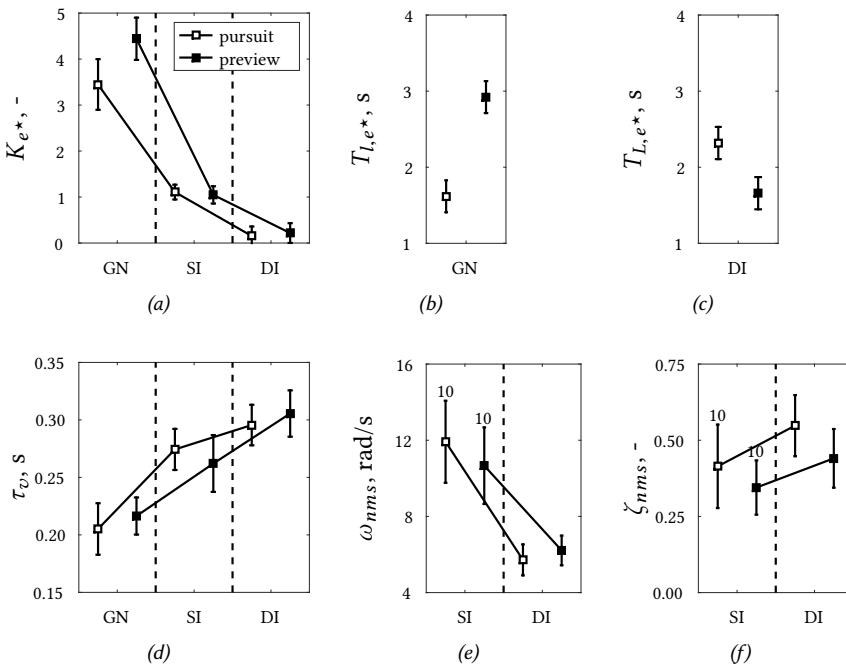 5
4
3
2
1
0
K_{e⋆}, -
pursuit
preview
GN SI DI
(a)
4
3
2
1
T_{l,e⋆}, s
GN
(b)
4
3
2
1
T_{L,e⋆}, s
DI
(c)
0.35
0.30
0.25
0.20
0.15
τ_v, s
GN SI DI
(d)
16
12
8
4
ω_{nms}, rad/s
10
10
SI DI
(e)
0.75
0.50
0.25
0.00
ζ_{nms}, -
10
10
SI DI
(f)